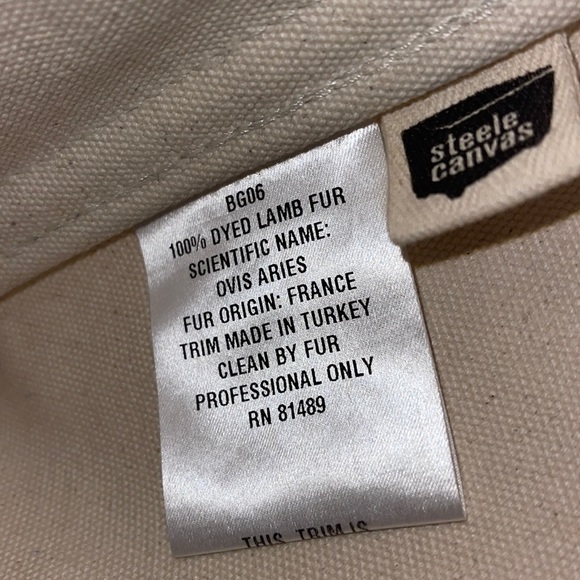 steele
canvas
BG06
100% DYED LAMB FUR
SCIENTIFIC NAME:
OVIS ARIES
FUR ORIGIN: FRANCE
TRIM MADE IN TURKEY
CLEAN BY FUR
PROFESSIONAL ONLY
RN 81489
THIS TRIM IS